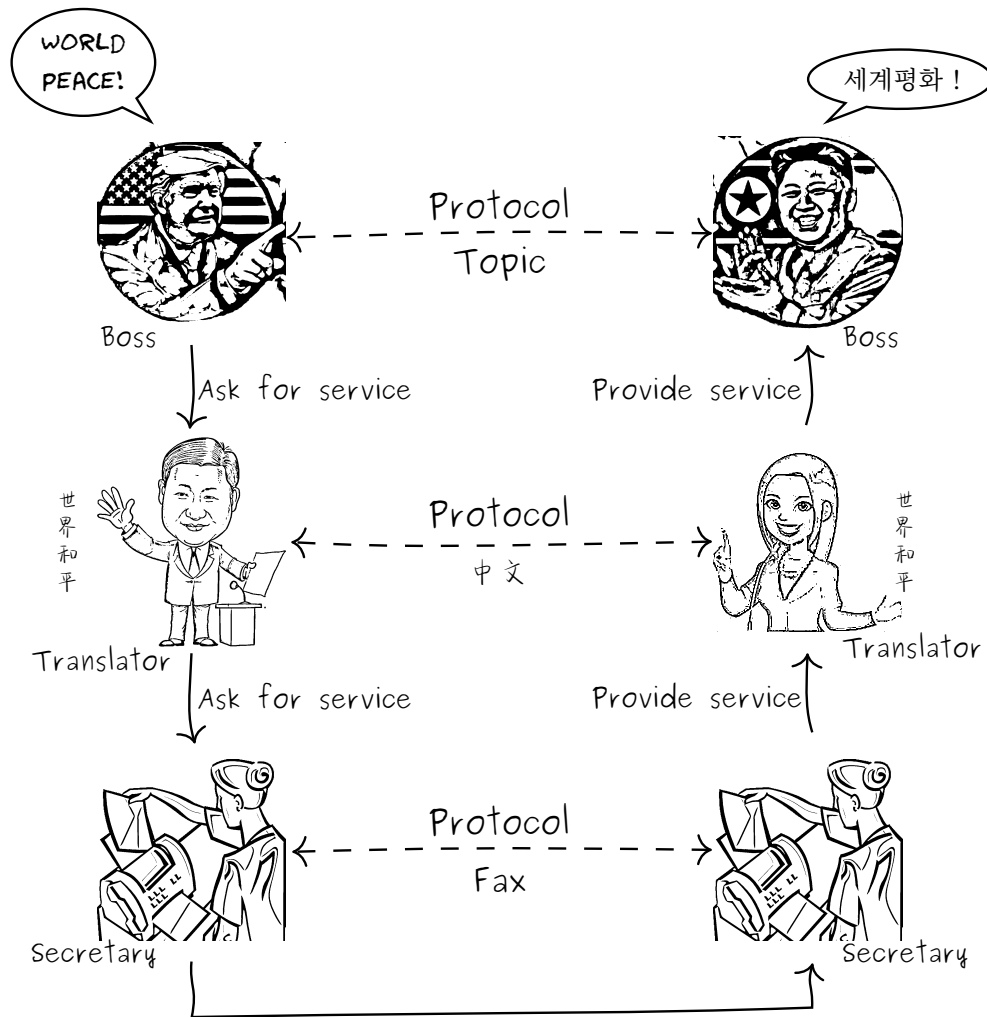 WORLD
PEACE!
세계평화 !
Protocol
Topic
Boss
Boss
Ask for service
Provide service
世界和平
Protocol
中文
世界和平
Translator
Translator
Ask for service
Provide service
Protocol
Fax
Secretary
Secretary